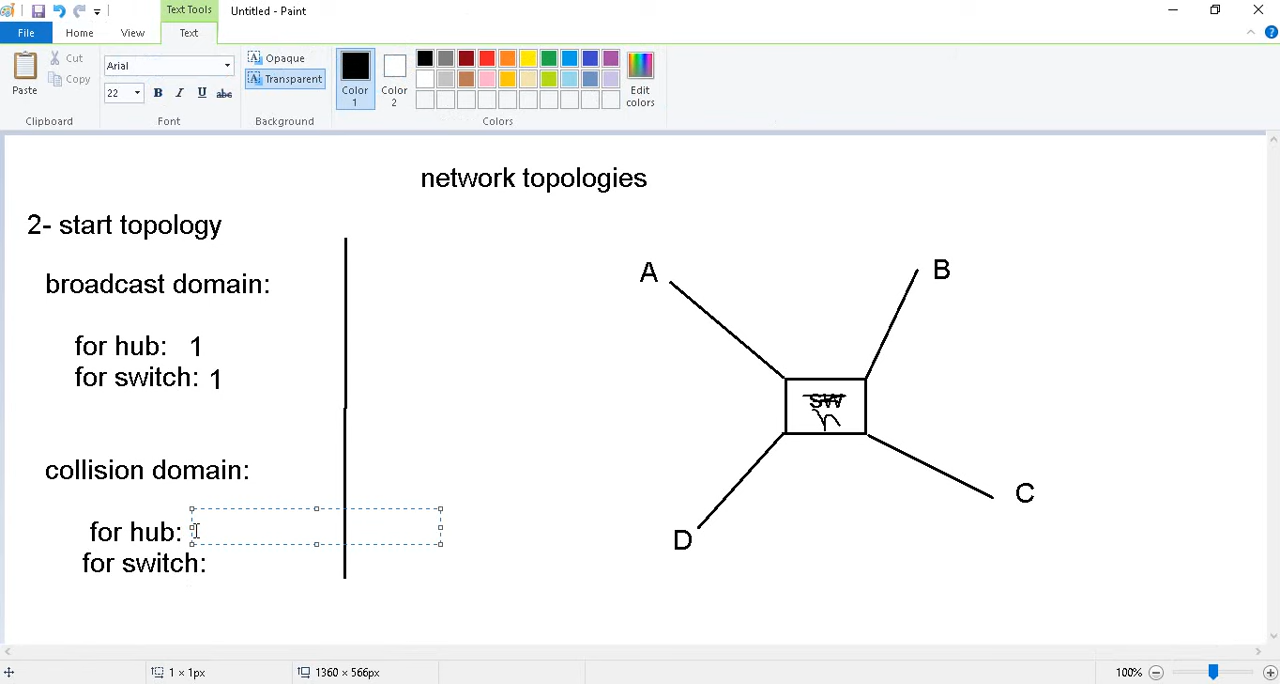 Untitled - Paint
Text Tools
File
Home
View
Text
Paste
Cut
Copy
Clipboard
Arial
22
B I U abc
Font
Opaque
Transparent
Background
Color 1
Color 2
Edit colors
Colors
network topologies
2- start topology
broadcast domain:
for hub: 1
for switch: 1
collision domain:
for hub:
for switch:
A
B
sw
C
D
1 × 1px
1360 × 566px
100%